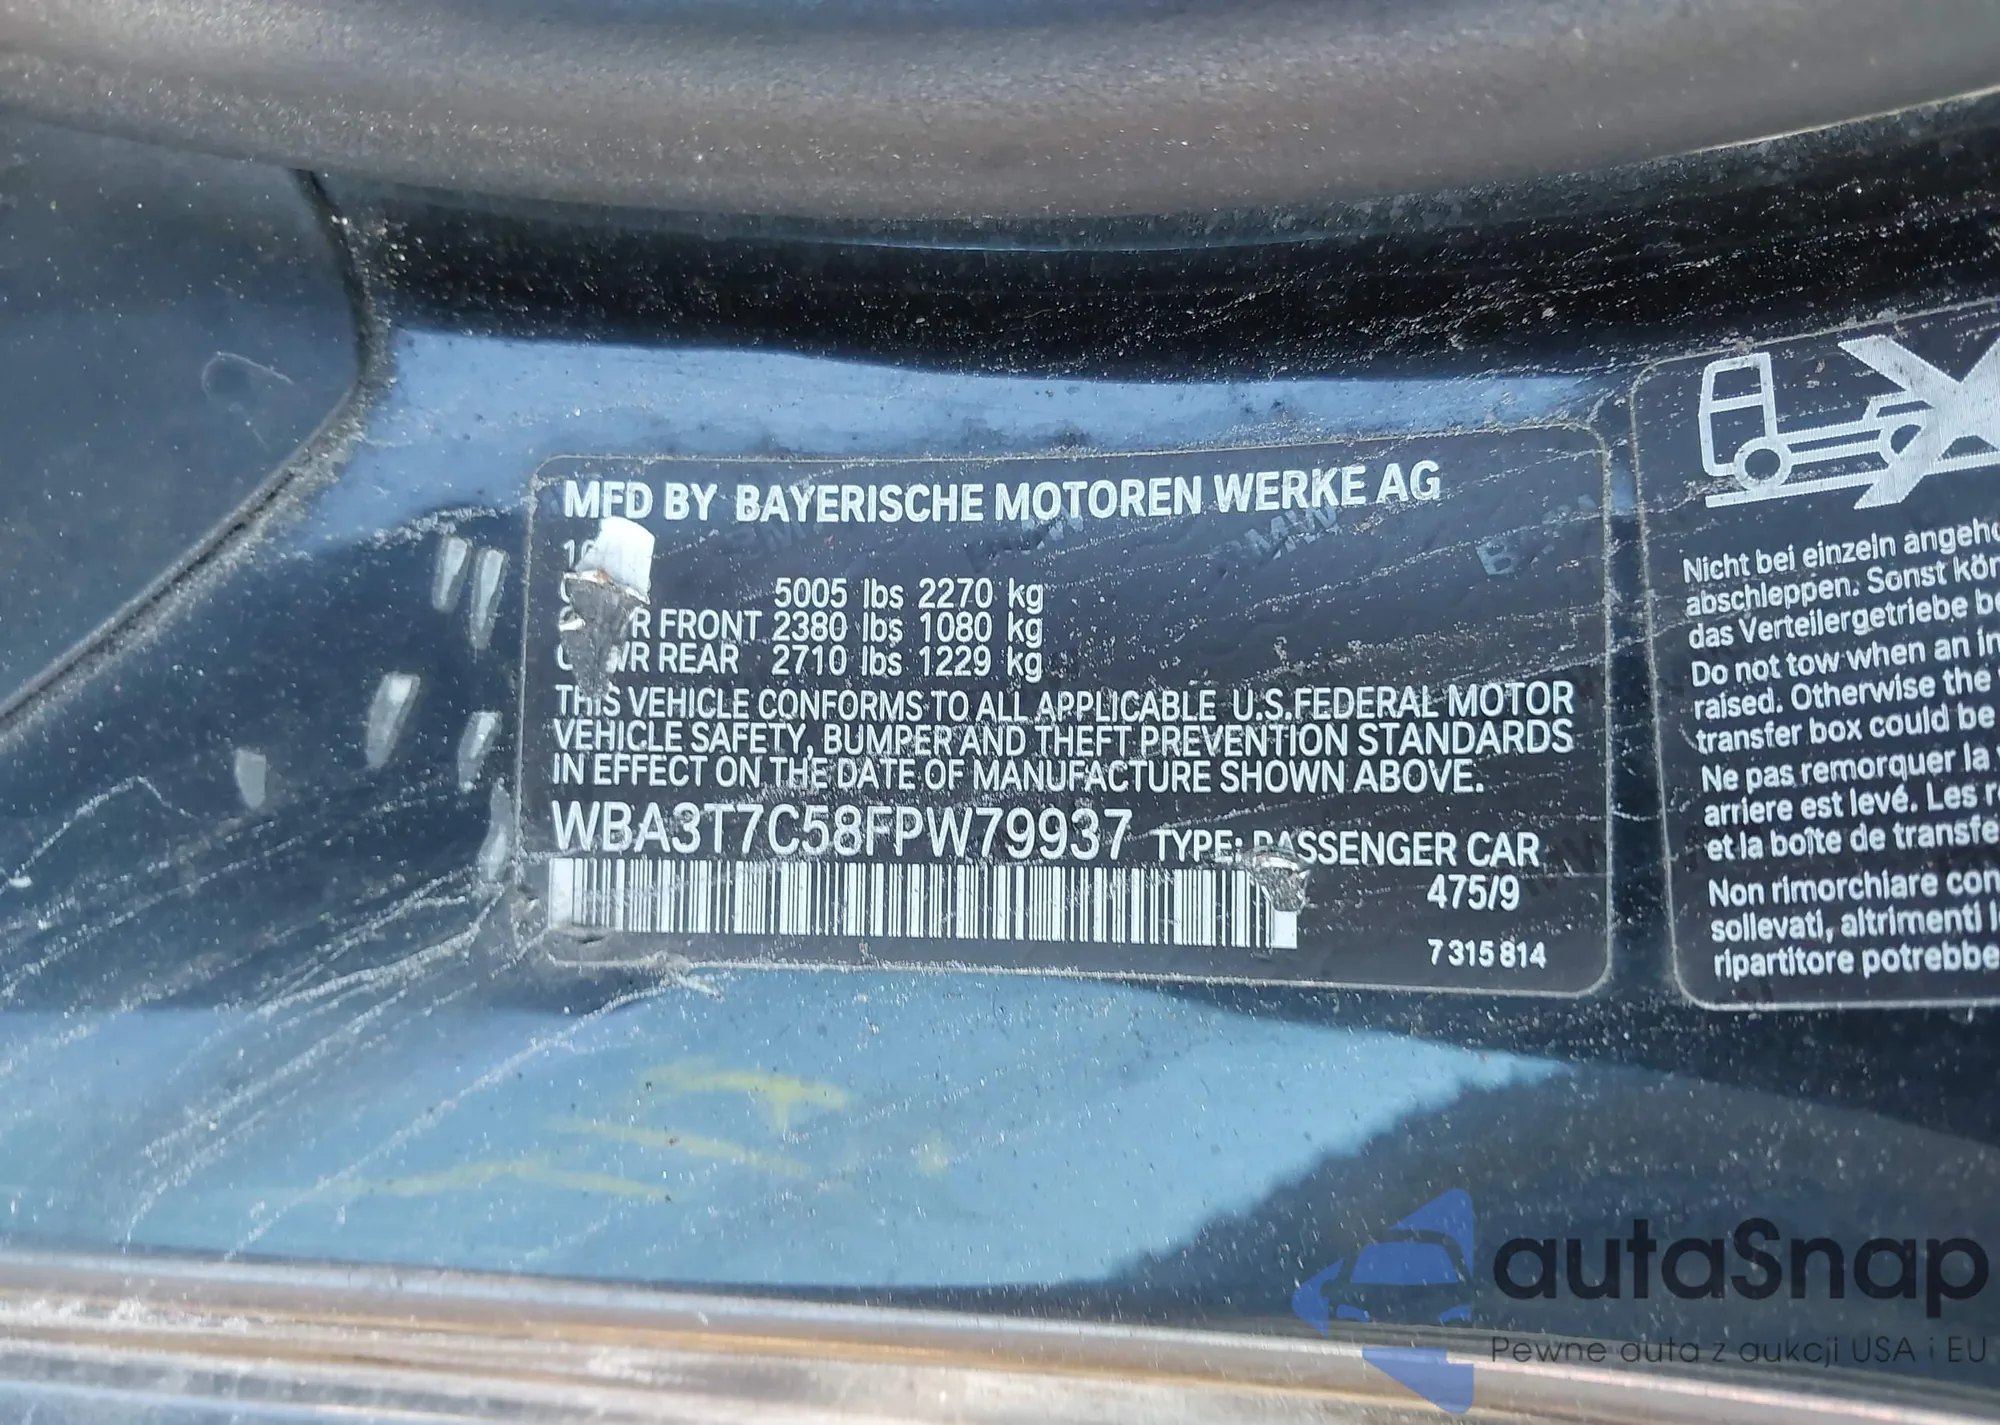 MFD BY BAYERISCHE MOTOREN WERKE AG
5005 lbs 2270 kg
R FRONT 2380 lbs 1080 kg
WR REAR 2710 lbs 1229 kg
THIS VEHICLE CONFORMS TO ALL APPLICABLE U.S.FEDERAL MOTOR
VEHICLE SAFETY, BUMPER AND THEFT PREVENTION STANDARDS
IN EFFECT ON THE DATE OF MANUFACTURE SHOWN ABOVE.
WBA3T7C58FPW79937 TYPE: PASSENGER CAR
475/9
7 315 814
Nicht bei einzeln angeho
abschleppen. Sonst kön
das Verteilergetriebe be
Do not tow when an in
raised. Otherwise the
transfer box could be
Ne pas remorquer la
arriere est levé. Les r
et la boîte de transfe
Non rimorchiare con
sollevati, altrimenti
ripartitore potrebbe
autaSnap
Pewne auta z aukcji USA i EU